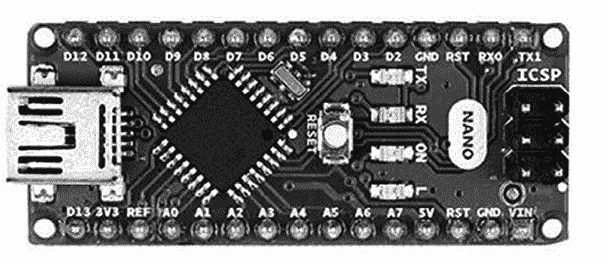 D12 D11 D10 D9 D8 D7 D6 D5 D4 D3 D2 GND RST RX0 TX1
TX
ICSP
RX
RESET
NANO
ON
L
D13 3V3 REF A0 A1 A2 A3 A4 A5 A6 A7 5V RST GND VIN